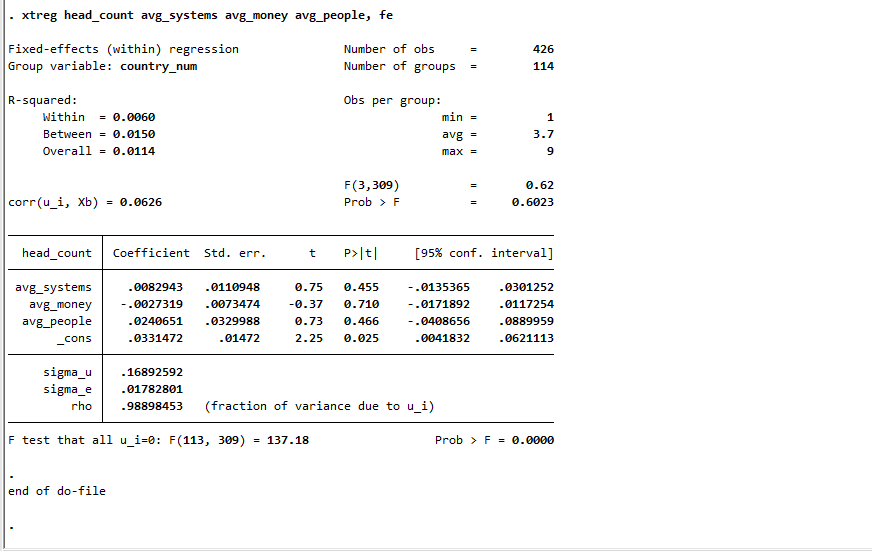 . xtreg head_count avg_systems avg_money avg_people, fe
Fixed-effects (within) regression Number of obs = 426
Group variable: country_num Number of groups = 114
R-squared: Obs per group:
Within = 0.0060 min = 1
Between = 0.0150 avg = 3.7
Overall = 0.0114 max = 9
F(3,309) = 0.62
corr(u_i, Xb) = 0.0626 Prob > F = 0.6023
head_count Coefficient Std. err. t P>|t| [95% conf. interval]
avg_systems .0082943 .0110948 0.75 0.455 -.0135365 .0301252
avg_money -.0027319 .0073474 -0.37 0.710 -.0171892 .0117254
avg_people .0240651 .0329988 0.73 0.466 -.0408656 .0889959
_cons .0331472 .01472 2.25 0.025 .0041832 .0621113
sigma_u .16892592
sigma_e .01782801
rho .98898453 (fraction of variance due to u_i)
F test that all u_i=0: F(113, 309) = 137.18 Prob > F = 0.0000
.
end of do-file
.